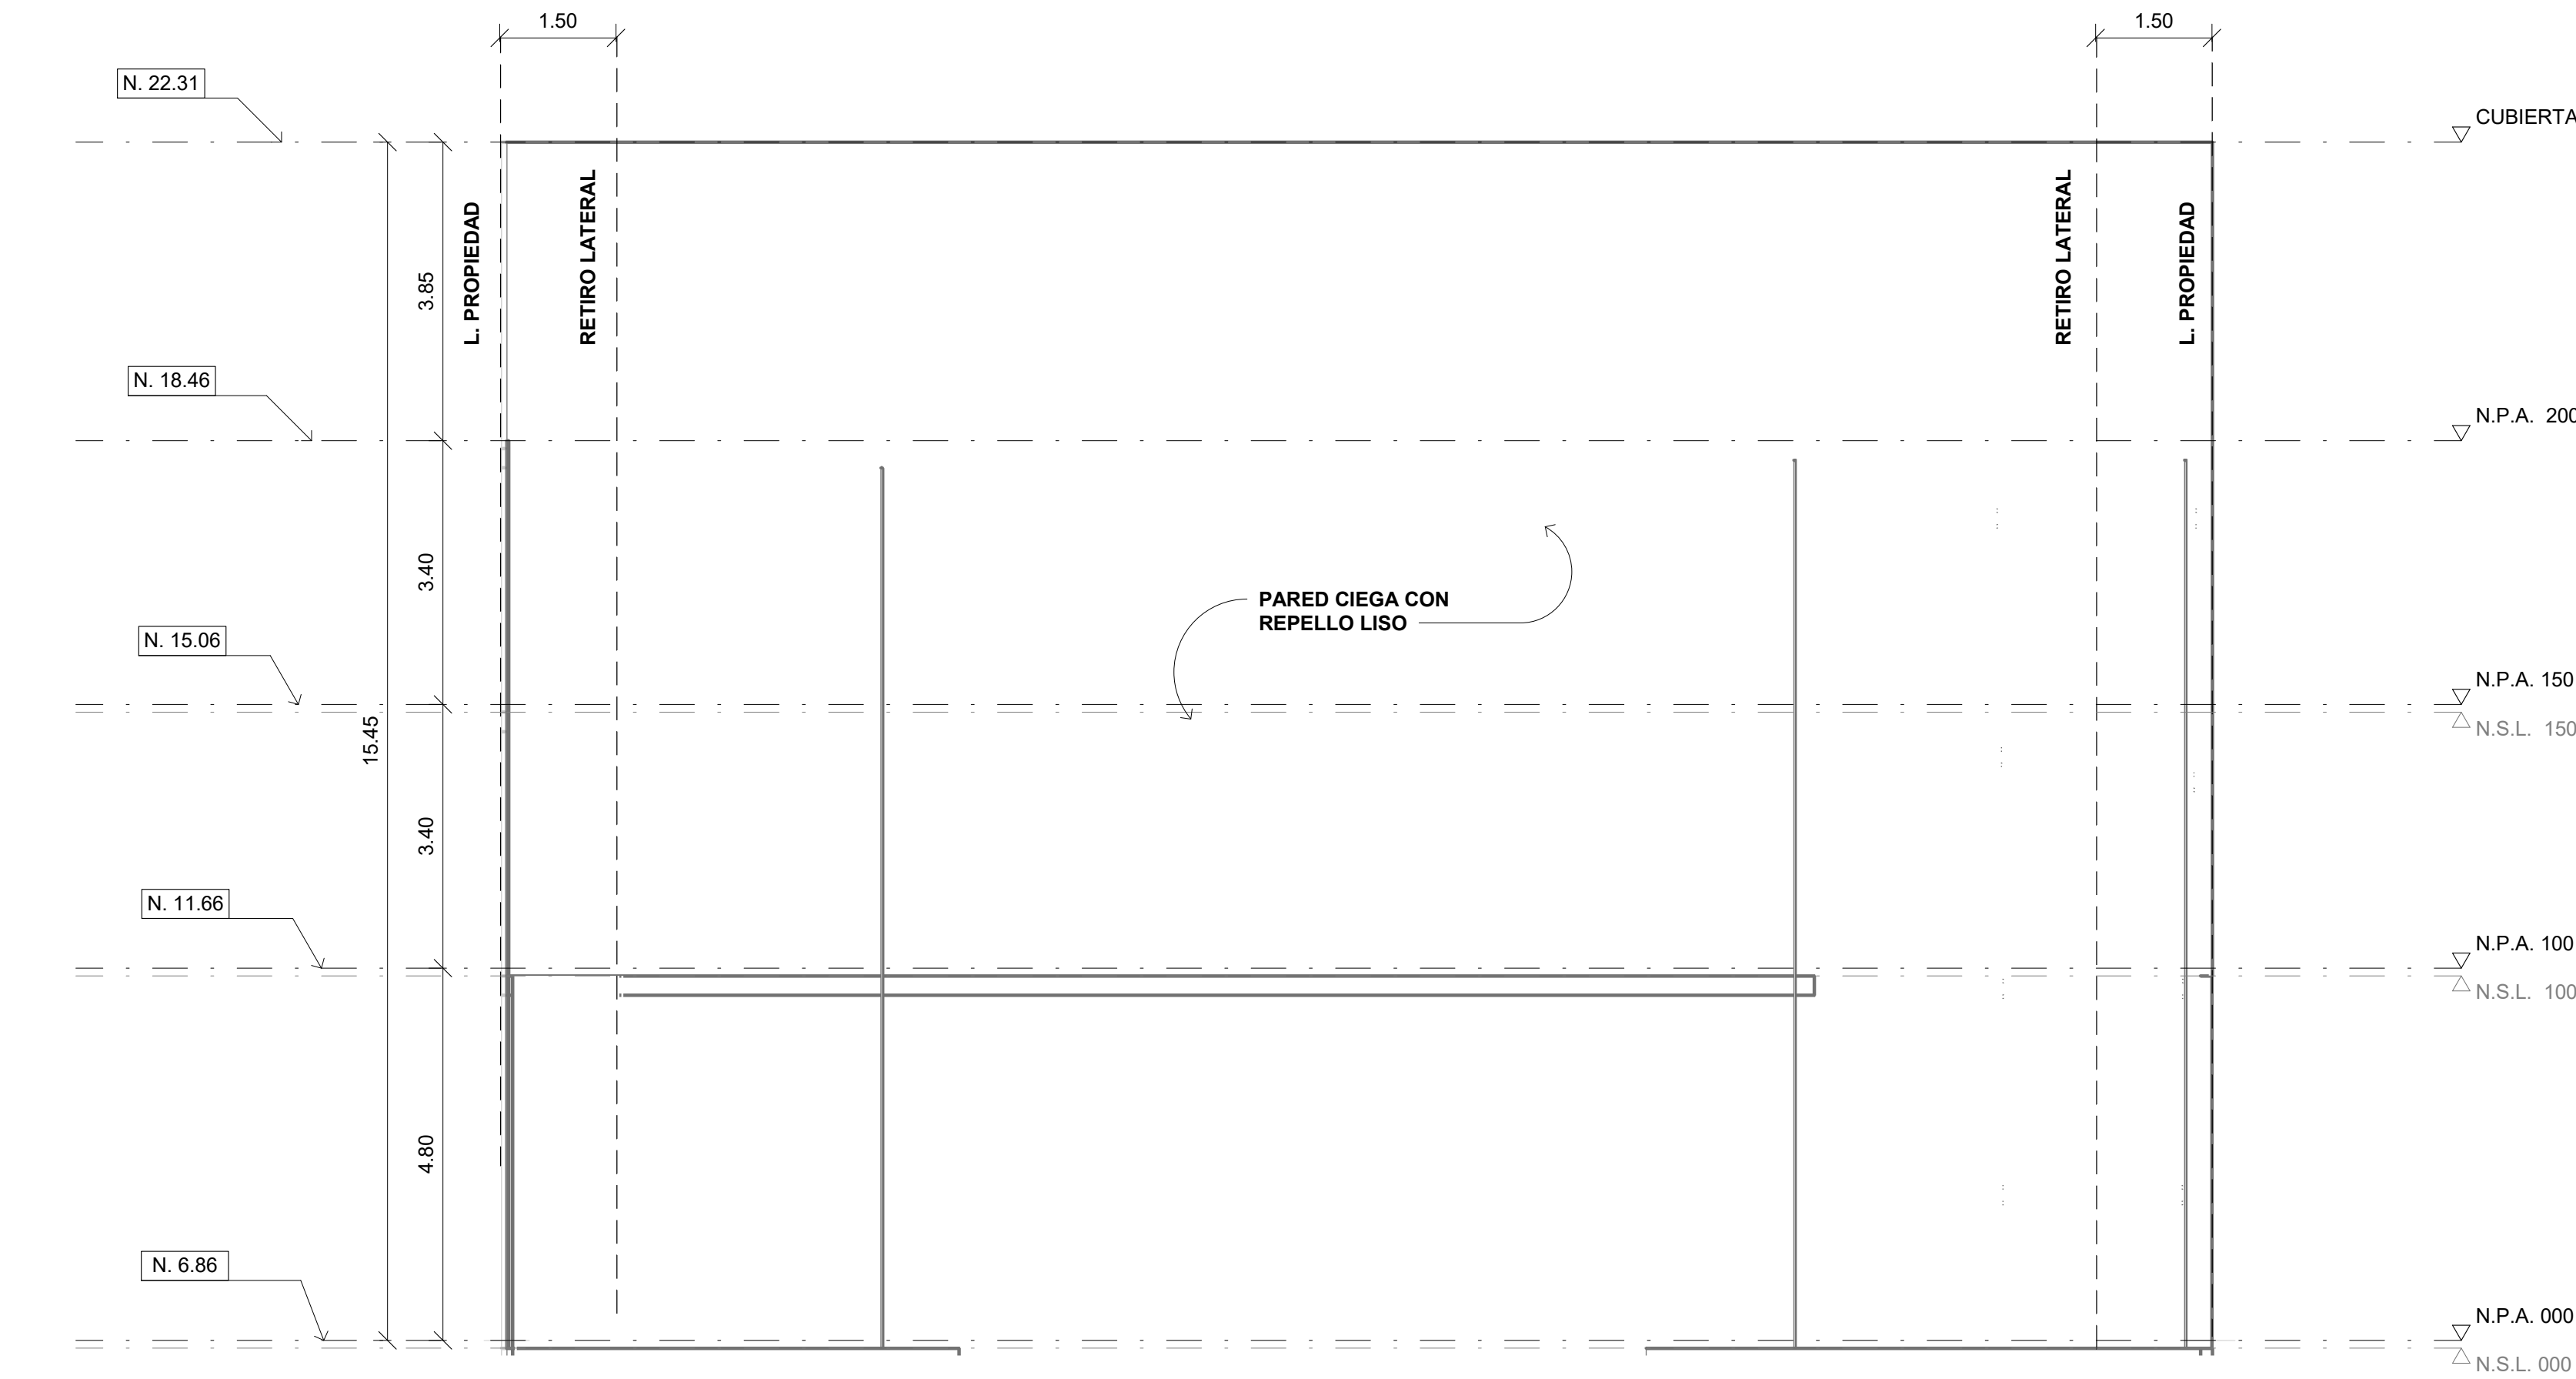 1.50
1.50
N. 22.31
CUBIERTA
L. PROPIEDAD
RETIRO LATERAL
RETIRO LATERAL
L. PROPIEDAD
3.85
N. 18.46
N.P.A. 200
3.40
PARED CIEGA CON
REPELLO LISO
N. 15.06
N.P.A. 150
N.S.L. 150
15.45
3.40
N. 11.66
N.P.A. 100
N.S.L. 100
4.80
N. 6.86
N.P.A. 000
N.S.L. 000